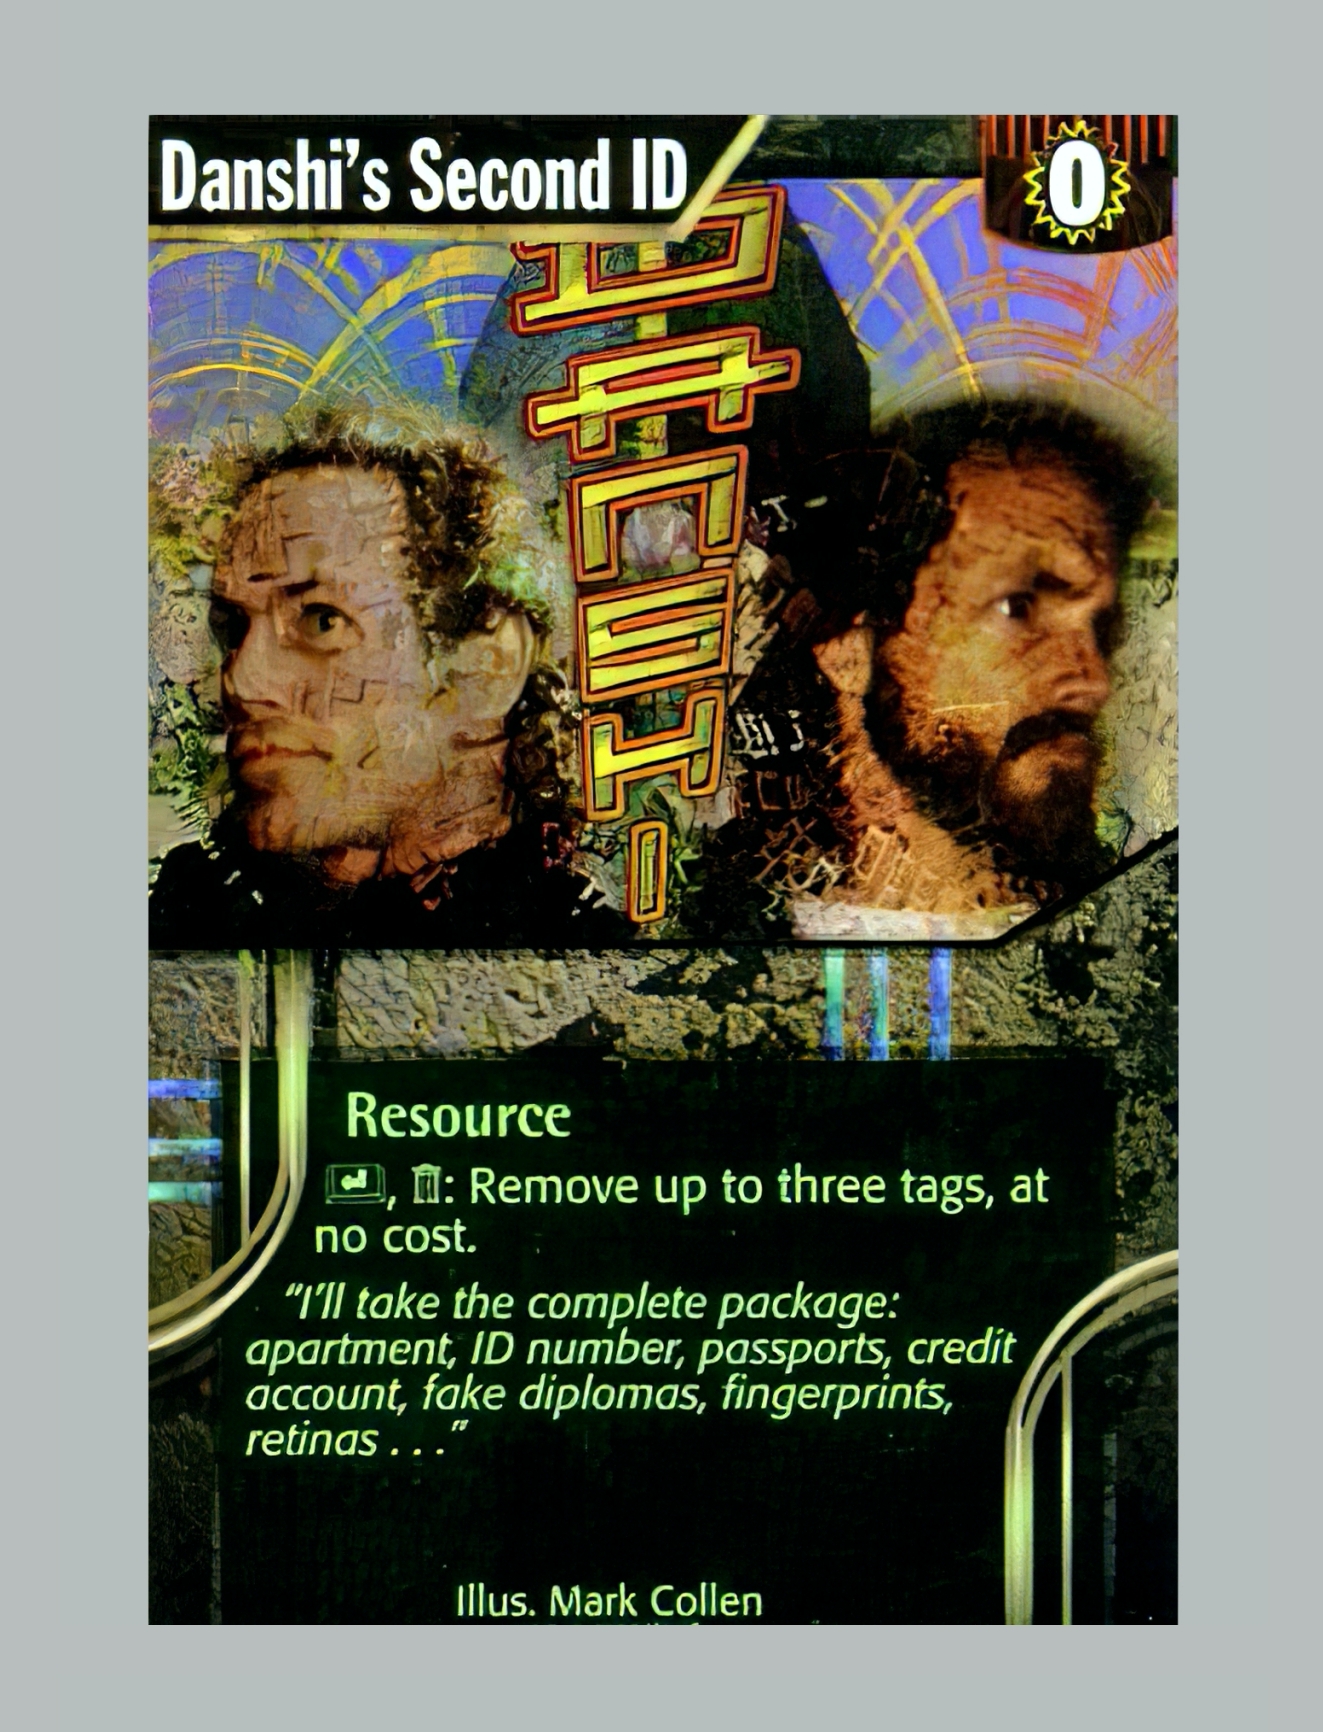 Danshi's Second ID
0
Resource
, : Remove up to three tags, at
no cost.
"I'll take the complete package:
apartment, ID number, passports, credit
account, fake diplomas, fingerprints,
retinas . . ."
Illus. Mark Collen